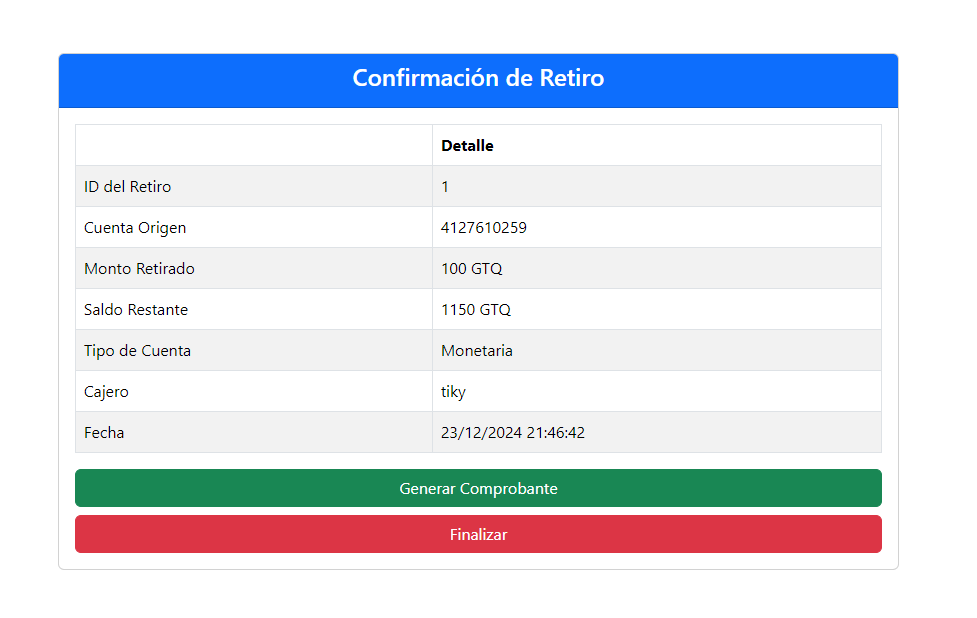 Confirmación de Retiro
Detalle
ID del Retiro 1
Cuenta Origen 4127610259
Monto Retirado 100 GTQ
Saldo Restante 1150 GTQ
Tipo de Cuenta Monetaria
Cajero tiky
Fecha 23/12/2024 21:46:42
Generar Comprobante
Finalizar